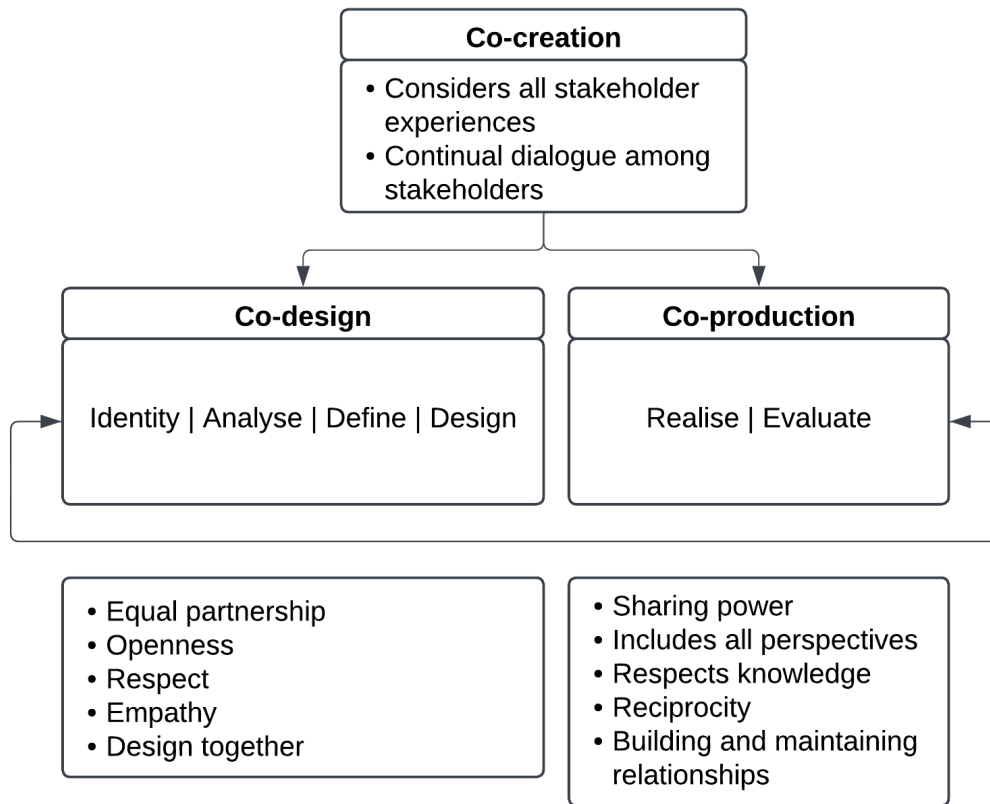 Co-creation
• Considers all stakeholder
experiences
• Continual dialogue among
stakeholders
Co-design
Identity | Analyse | Define | Design
Co-production
Realise | Evaluate
• Equal partnership
• Openness
• Respect
• Empathy
• Design together
• Sharing power
• Includes all perspectives
• Respects knowledge
• Reciprocity
• Building and maintaining
relationships